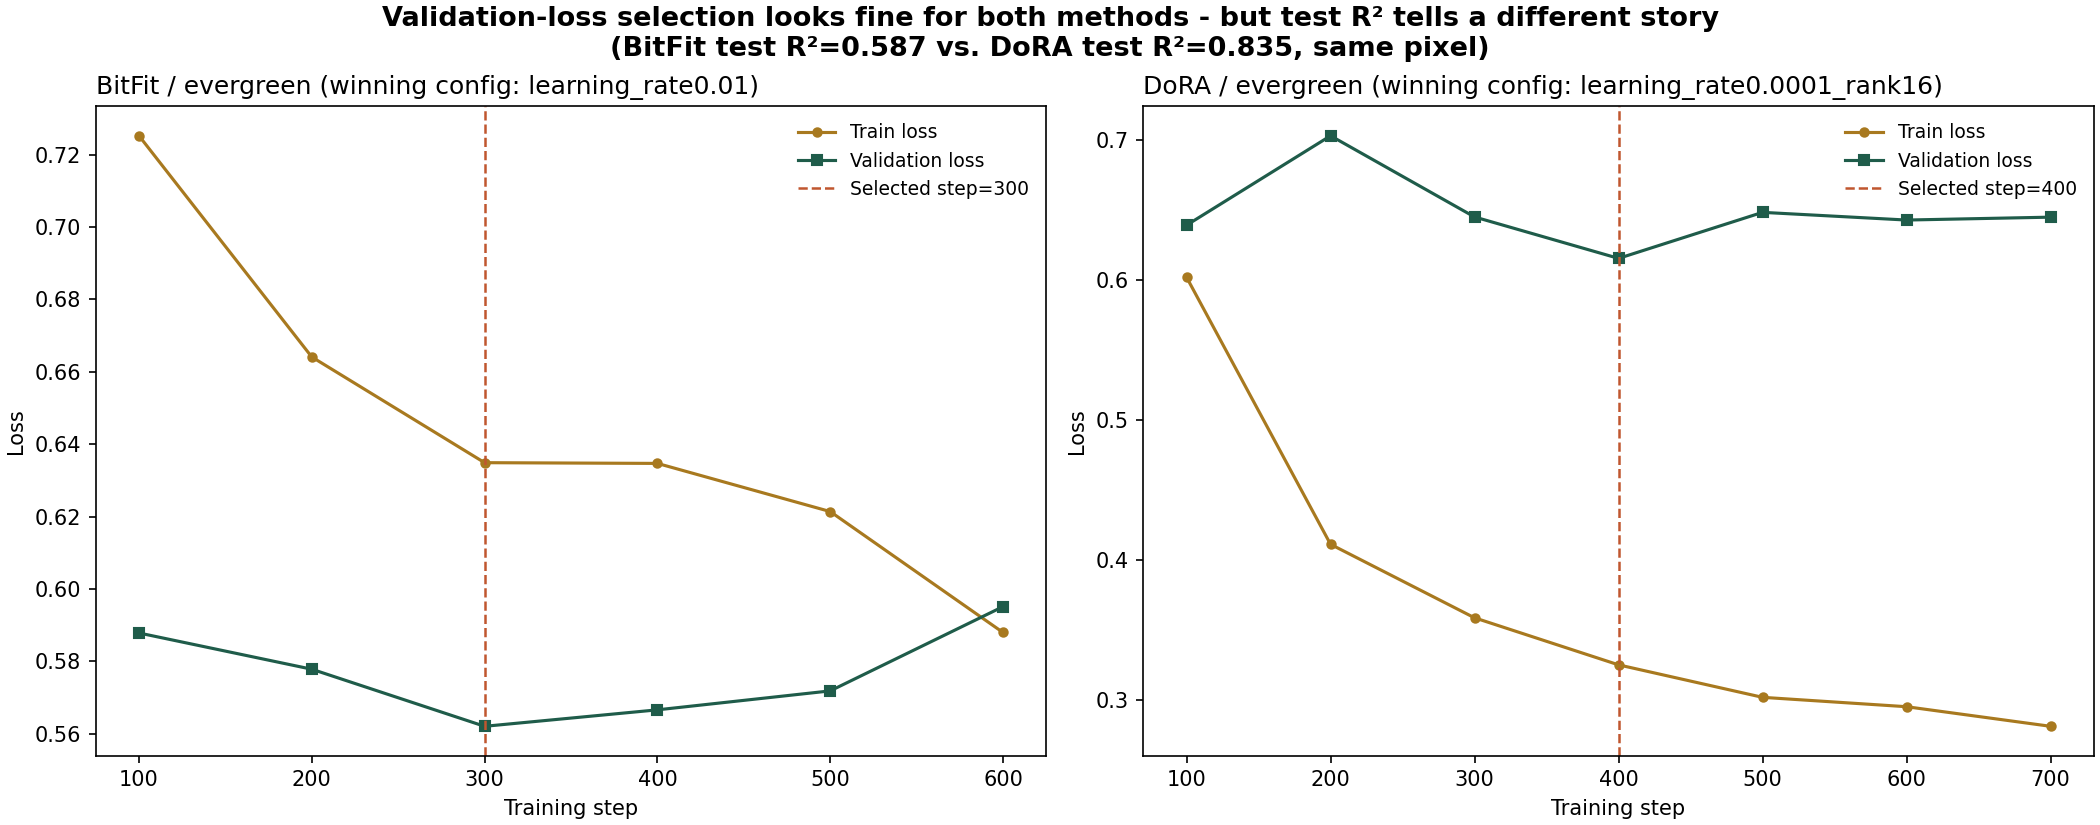 Validation-loss selection looks fine for both methods - but test R² tells a different story
(BitFit test R²=0.587 vs. DoRA test R²=0.835, same pixel)
BitFit / evergreen (winning config: learning_rate0.01)
Train loss
Validation loss
Selected step=300
0.72
0.70
0.68
0.66
0.64
0.62
0.60
0.58
0.56
Loss
100 200 300 400 500 600
Training step
DoRA / evergreen (winning config: learning_rate0.0001_rank16)
Train loss
Validation loss
Selected step=400
0.7
0.6
0.5
0.4
0.3
Loss
100 200 300 400 500 600 700
Training step